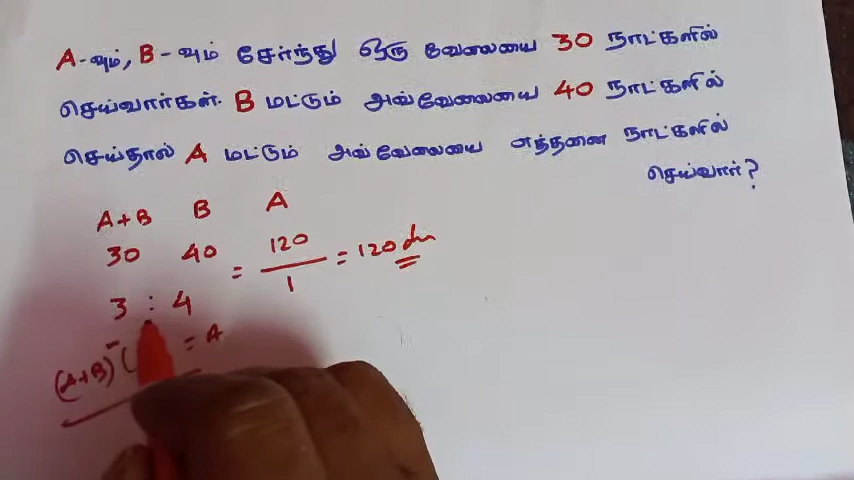 A-வும், B-வும் சேர்ந்து ஒரு வேலையை 30 நாட்களில்
செய்வார்கள். B மட்டும் அவ்வேலையை 40 நாட்களில்
செய்தால் A மட்டும் அவ்வேலையை எத்தனை நாட்களில்
செய்வார்?
A+B B A
30 40 = 120/1 = 120
3 : 4
(A+B) - ( = A